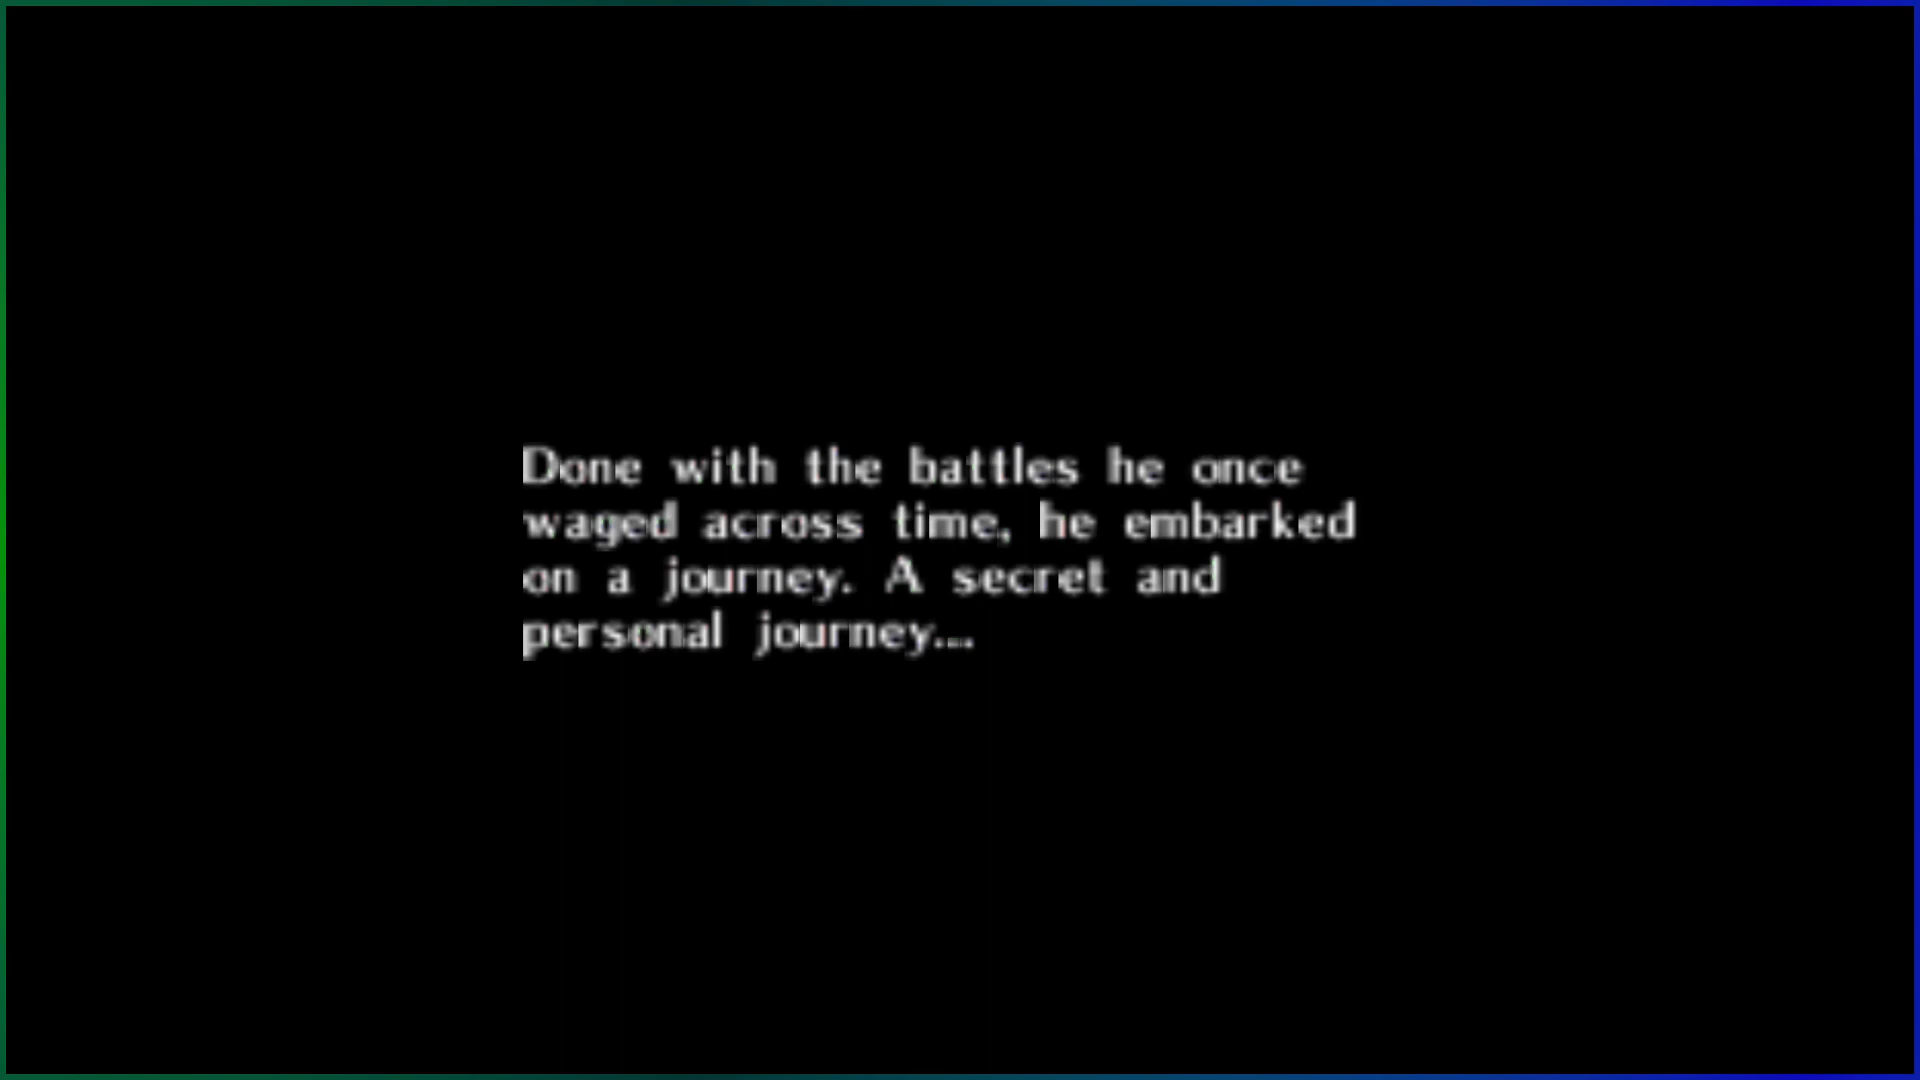 Done with the battles he once
waged across time, he embarked
on a journey. A secret and
personal journey...